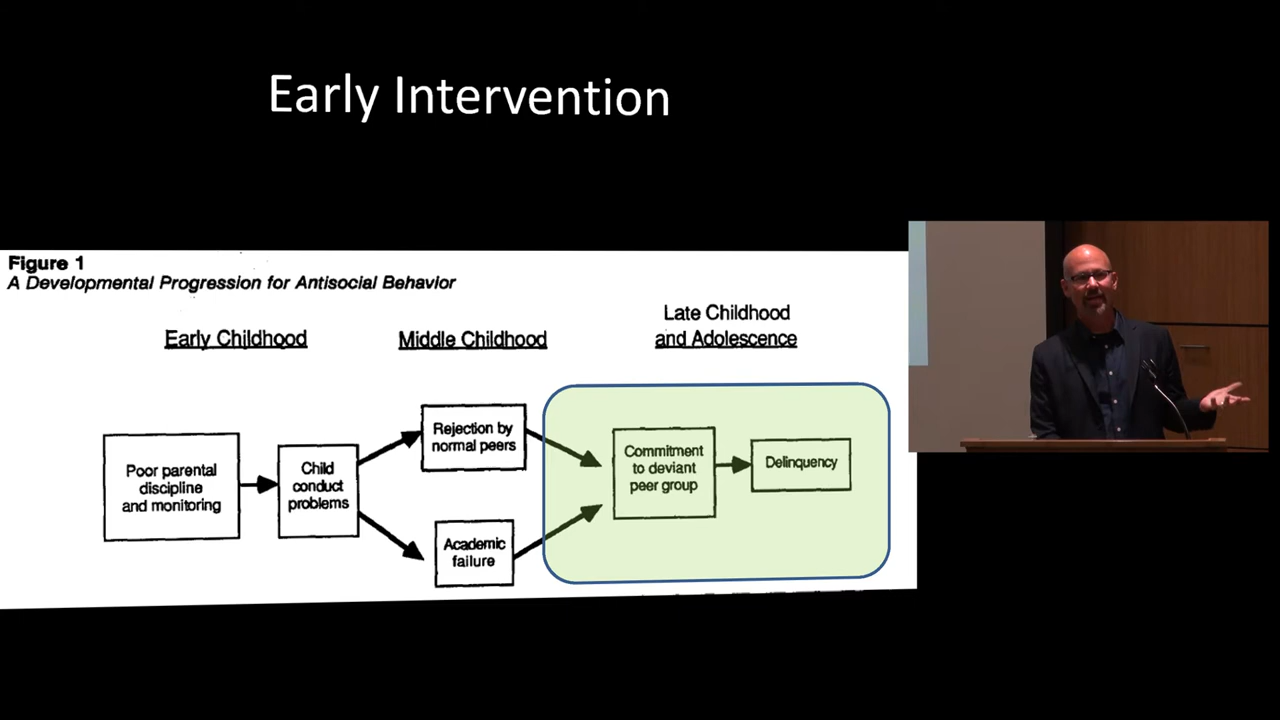 Early Intervention
Figure 1
A Developmental Progression for Antisocial Behavior
Early Childhood
Middle Childhood
Late Childhood
and Adolescence
Poor parental
discipline
and monitoring
Child
conduct
problems
Rejection by
normal peers
Academic
failure
Commitment
to deviant
peer group
Delinquency